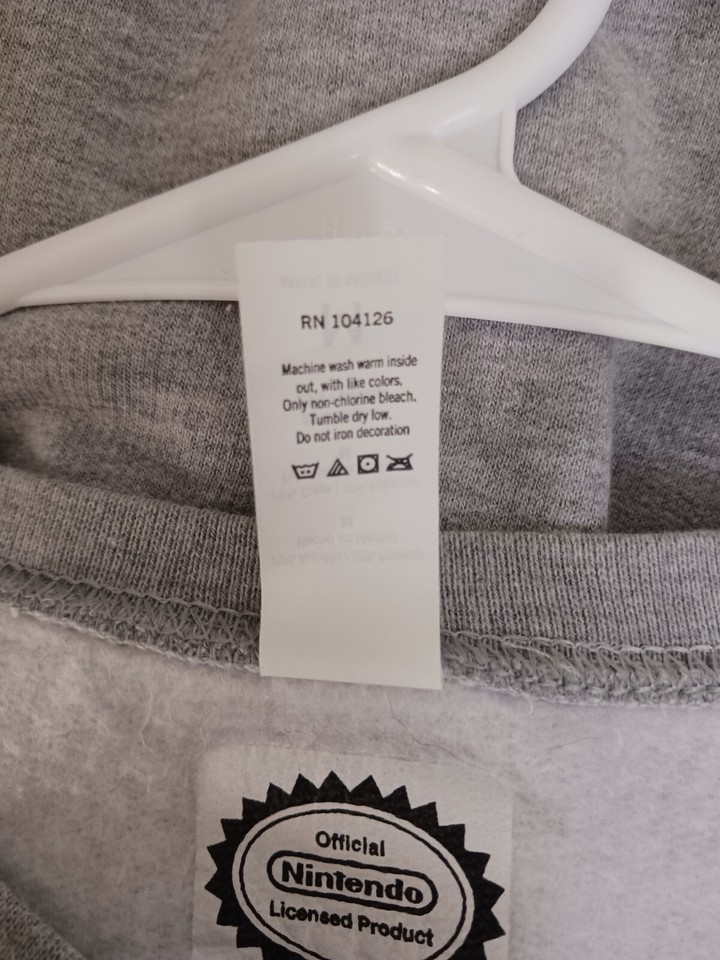 RN 104126
Machine wash warm inside
out, with like colors.
Only non-chlorine bleach.
Tumble dry low.
Do not iron decoration
Official
Nintendo
Licensed Product